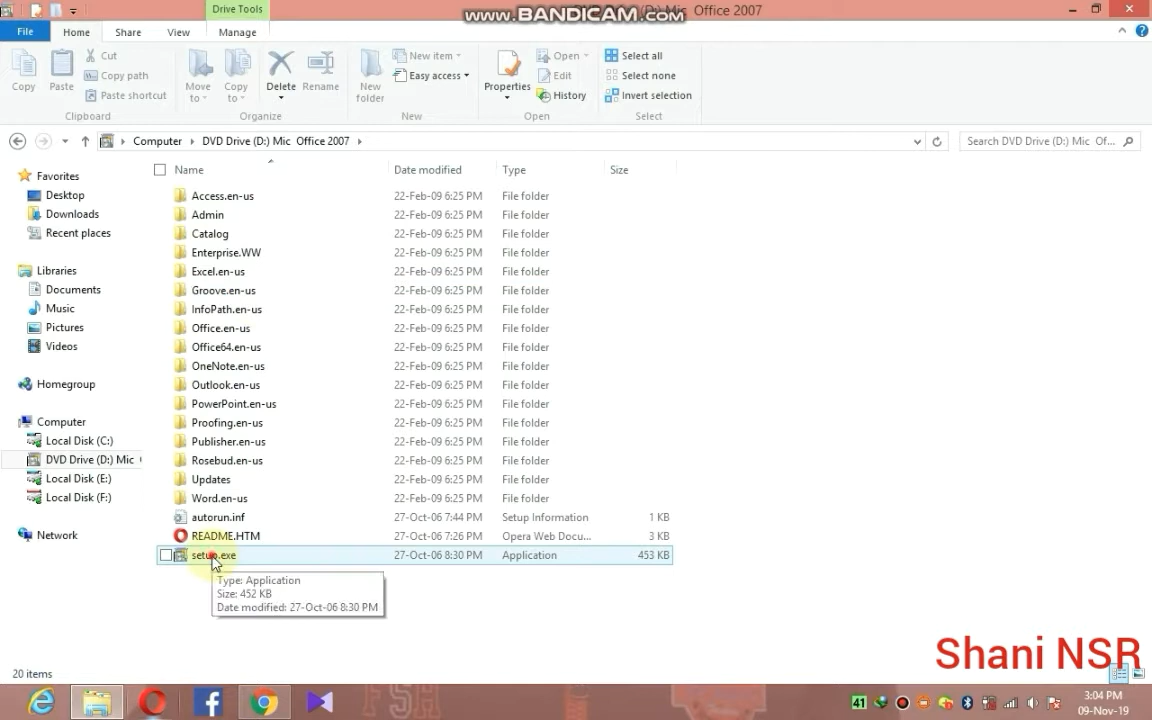 Drive Tools
www.BANDICAM.com
Office 2007
File
Home
Share
View
Manage
Copy
Paste
Cut
Copy path
Paste shortcut
Clipboard
Move to
Copy to
Delete
Rename
Organize
New folder
New item
Easy access
New
Properties
Open
Edit
History
Open
Select all
Select none
Invert selection
Select
Computer
DVD Drive (D:) Mic Office 2007
Search DVD Drive (D:) Mic Of...
Name Date modified Type Size
Favorites
Desktop
Downloads
Recent places
Libraries
Documents
Music
Pictures
Videos
Homegroup
Computer
Local Disk (C:)
DVD Drive (D:) Mic
Local Disk (E:)
Local Disk (F:)
Network
Access.en-us 22-Feb-09 6:25 PM File folder
Admin 22-Feb-09 6:25 PM File folder
Catalog 22-Feb-09 6:25 PM File folder
Enterprise.WW 22-Feb-09 6:25 PM File folder
Excel.en-us 22-Feb-09 6:25 PM File folder
Groove.en-us 22-Feb-09 6:25 PM File folder
InfoPath.en-us 22-Feb-09 6:25 PM File folder
Office.en-us 22-Feb-09 6:25 PM File folder
Office64.en-us 22-Feb-09 6:25 PM File folder
OneNote.en-us 22-Feb-09 6:25 PM File folder
Outlook.en-us 22-Feb-09 6:25 PM File folder
PowerPoint.en-us 22-Feb-09 6:25 PM File folder
Proofing.en-us 22-Feb-09 6:25 PM File folder
Publisher.en-us 22-Feb-09 6:25 PM File folder
Rosebud.en-us 22-Feb-09 6:25 PM File folder
Updates 22-Feb-09 6:25 PM File folder
Word.en-us 22-Feb-09 6:25 PM File folder
autorun.inf 27-Oct-06 7:44 PM Setup Information 1 KB
README.HTM 27-Oct-06 7:26 PM Opera Web Docu... 3 KB
setup.exe 27-Oct-06 8:30 PM Application 453 KB
Type: Application
Size: 452 KB
Date modified: 27-Oct-06 8:30 PM
Shani NSR
20 items
41
3:04 PM
09-Nov-19